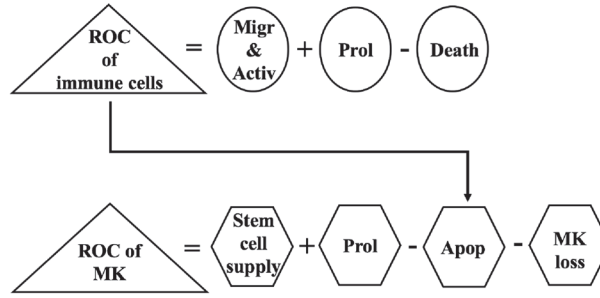 ROC
of
immune cells
=
Migr
&
Activ
+
Prol
-
Death
ROC of
MK
=
Stem
cell
supply
+
Prol
-
Apop
-
MK
loss